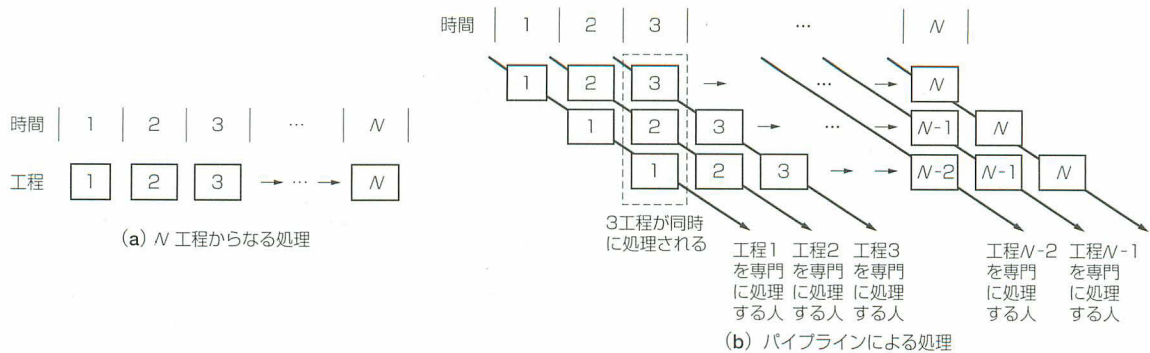 時間 1 2 3 … N
工程 1 2 3 → … → N
(a) N 工程からなる処理
時間 1 2 3 … N
1 2 3 → … → N
1 2 3 → … → N-1 N
1 2 3 → → N-2 N-1 N
3工程が同時
に処理される
工程1
を専門
に処理
する人
工程2
を専門
に処理
する人
工程3
を専門
に処理
する人
工程N-2
を専門
に処理
する人
工程N-1
を専門
に処理
する人
(b) パイプラインによる処理